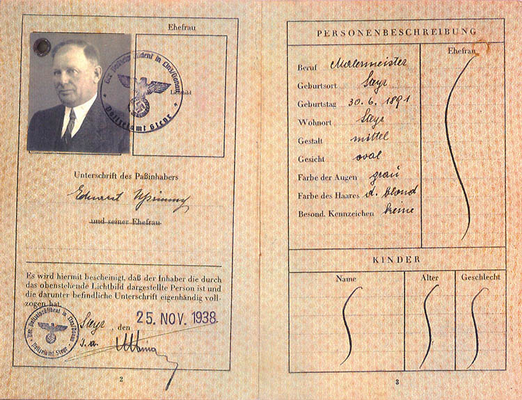 Ehefrau
Unterschrift des Paßinhabers
Eduard
und seiner Ehefrau
Es wird hiermit bescheinigt, daß der Inhaber die durch
das obenstehende Lichtbild dargestellte Person ist und
die darunter befindliche Unterschrift eigenhändig voll-
zogen hat.
Steyr, den 25. NOV. 1938
2
PERSONENBESCHREIBUNG
Ehefrau
Beruf Malermeister
Geburtsort Steyr
Geburtstag 30. 6. 1891
Wohnort Steyr
Gestalt mittel
Gesicht oval
Farbe der Augen grau
Farbe des Haares d. blond
Besond. Kennzeichen keine
KINDER
Name Alter Geschlecht
3